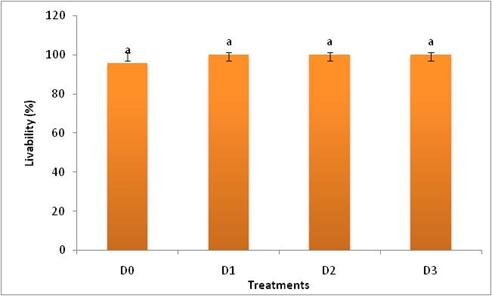 120
100
80
60
40
20
0
Livability (%)
a
a
a
a
D0
D1
D2
D3
Treatments